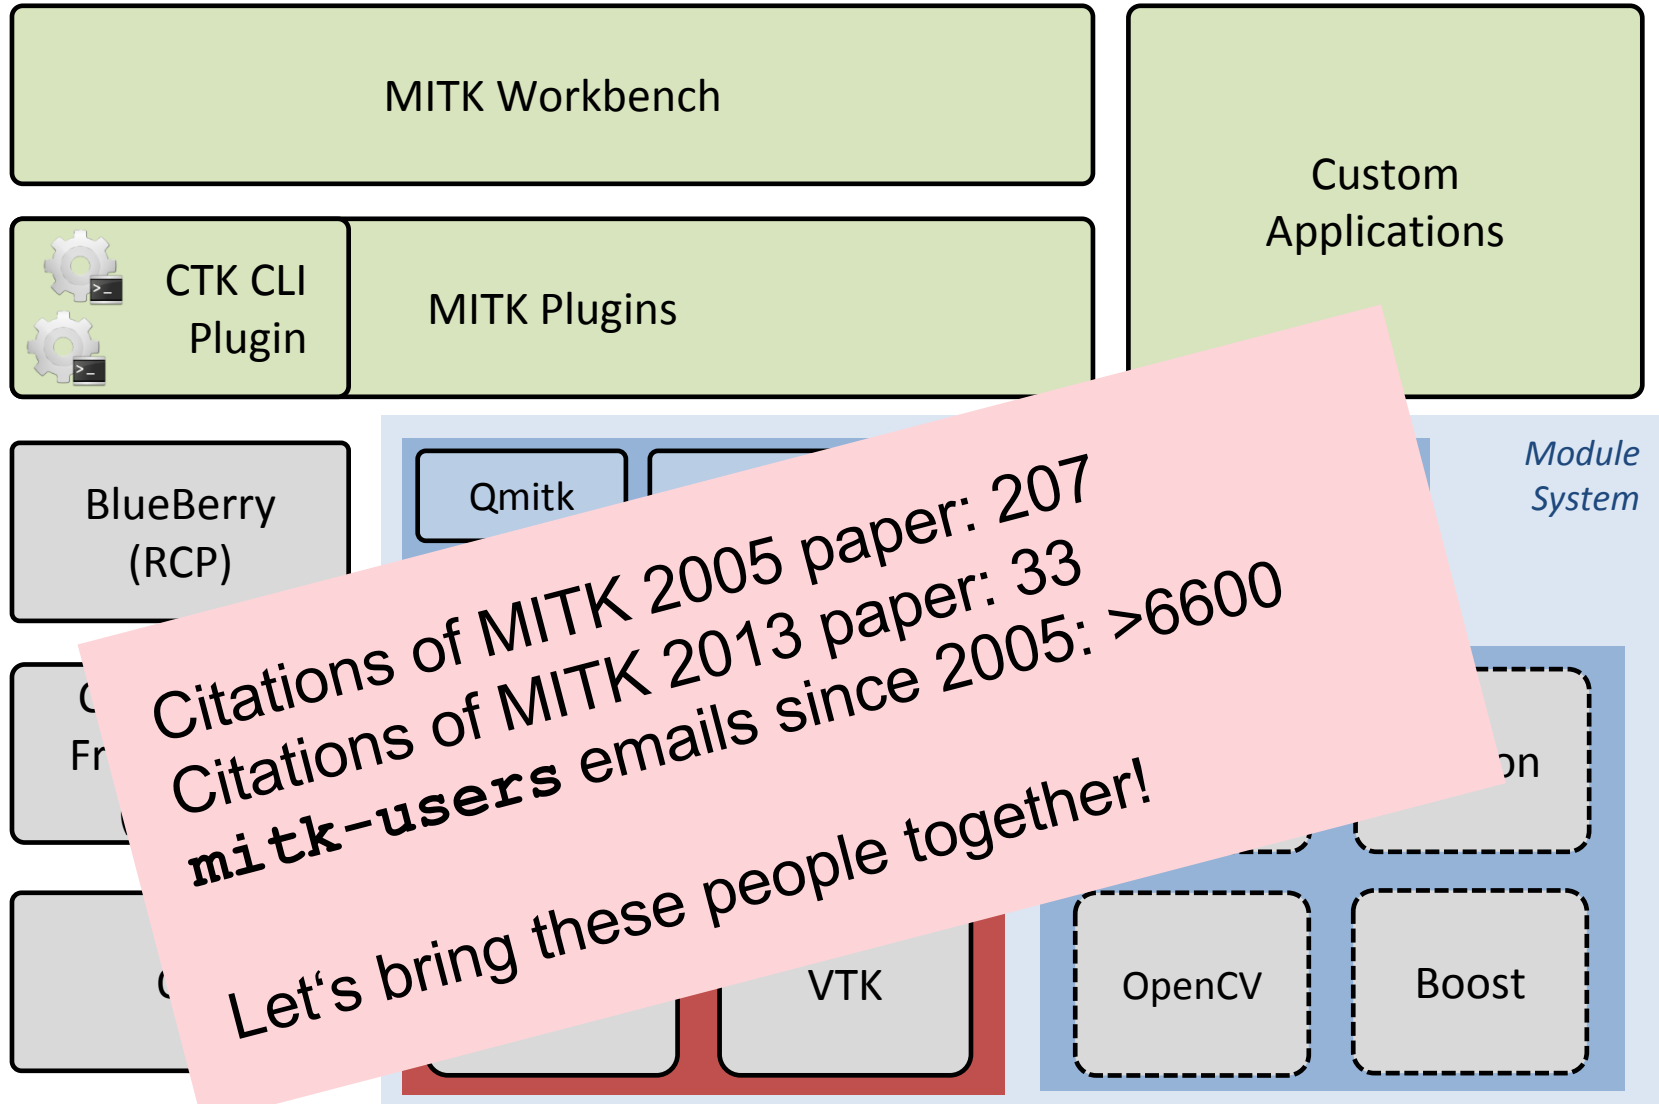 MITK Workbench
Custom
Applications
CTK CLI
Plugin
MITK Plugins
BlueBerry
(RCP)
Qmitk
Module
System
Citations of MITK 2005 paper: 207
Citations of MITK 2013 paper: 33
mitk-users emails since 2005: >6600
Let‘s bring these people together!
VTK
OpenCV
Boost